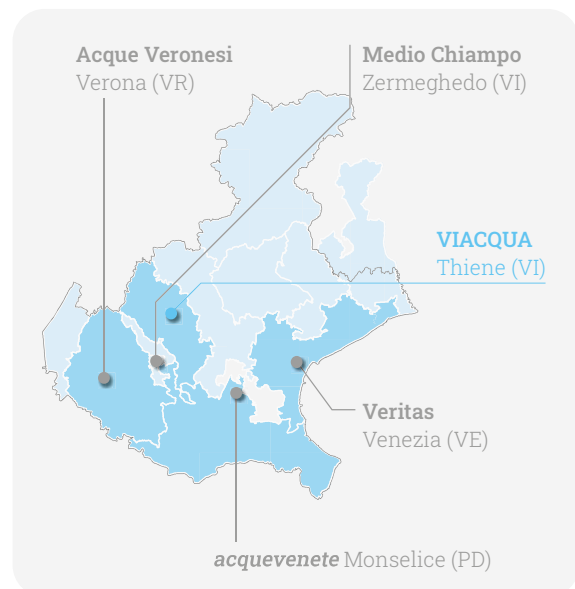 Acque Veronesi
Verona (VR)
Medio Chiampo
Zermeghedo (VI)
VIACQUA
Thiene (VI)
Veritas
Venezia (VE)
acquevenete Monselice (PD)